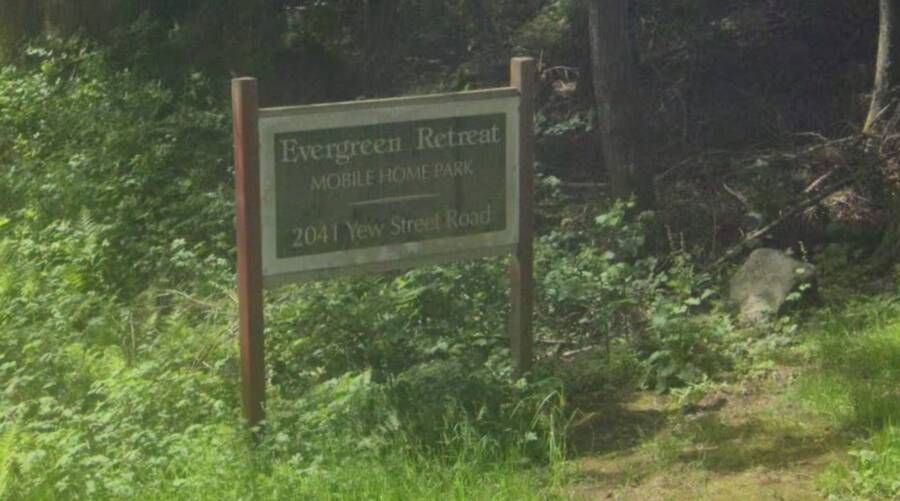 Evergreen Retreat
MOBILE HOME PARK
2041 Yew Street Road